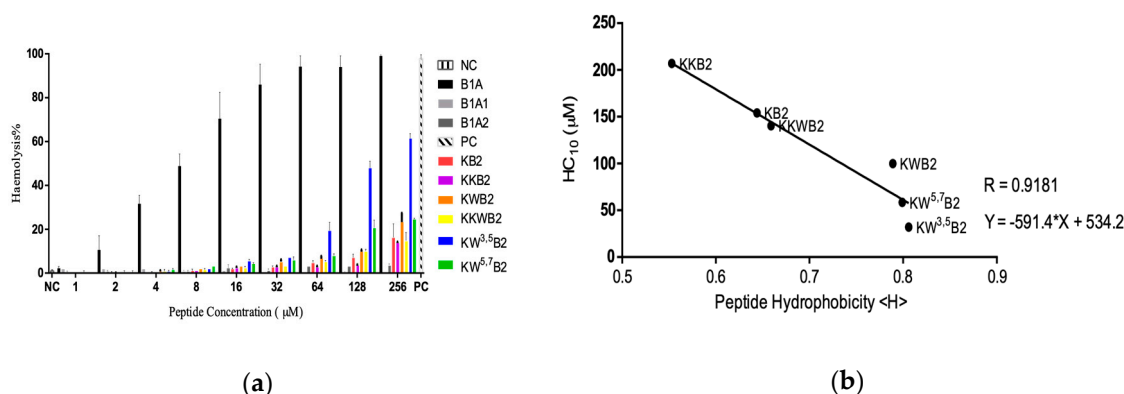 100
80
60
40
20
0
Haemolysis%
NC 1 2 4 8 16 32 64 128 256 PC
Peptide Concentration ( μM)
NC
B1A
B1A1
B1A2
PC
KB2
KKB2
KWB2
KKWB2
KW³,⁵B2
KW⁵,⁷B2
(a)
250
200
150
100
50
0
HC₁₀ (μM)
KKB2
KB2
KKWB2
KWB2
KW⁵,⁷B2
KW³,⁵B2
R = 0.9181
Y = -591.4*X + 534.2
0.5 0.6 0.7 0.8 0.9
Peptide Hydrophobicity <H>
(b)